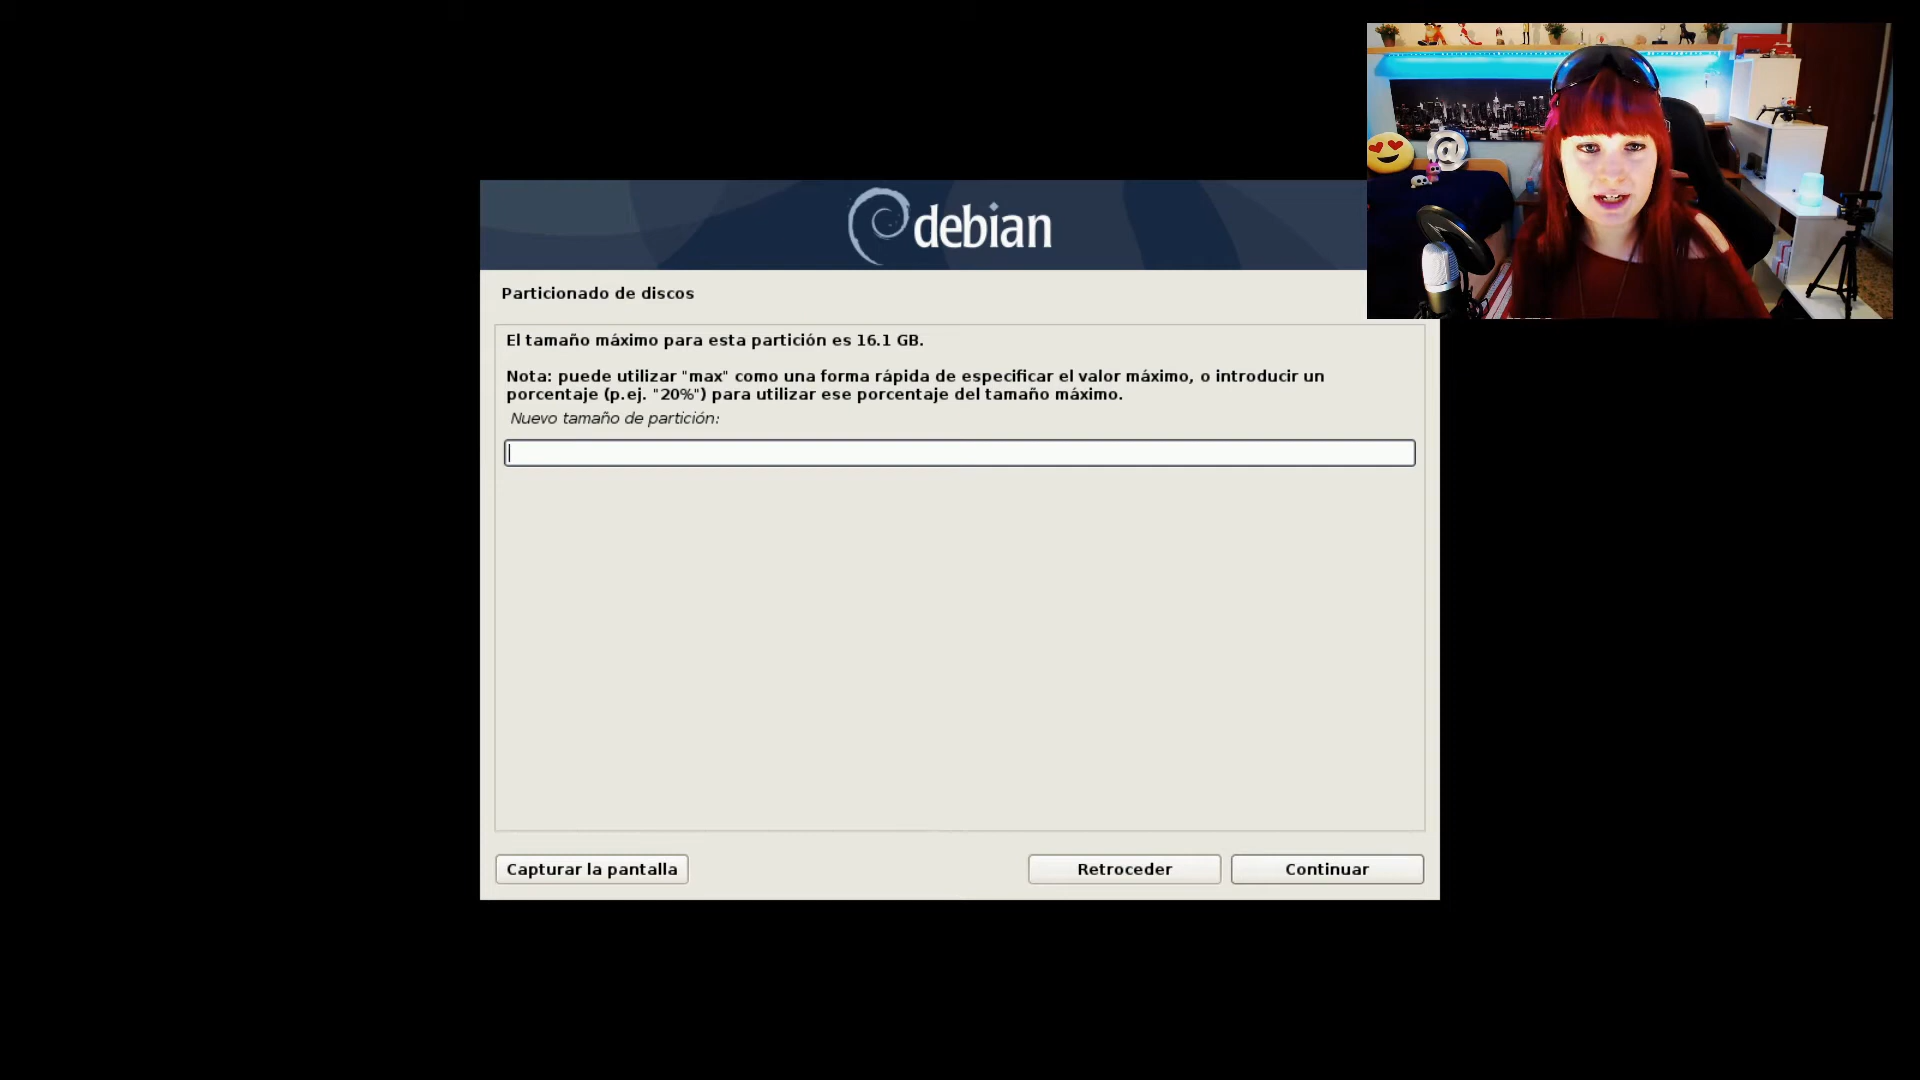 debian
Particionado de discos
El tamaño máximo para esta partición es 16.1 GB.
Nota: puede utilizar "max" como una forma rápida de especificar el valor máximo, o introducir un
porcentaje (p.ej. "20%") para utilizar ese porcentaje del tamaño máximo.
Nuevo tamaño de partición:
Capturar la pantalla
Retroceder
Continuar
@